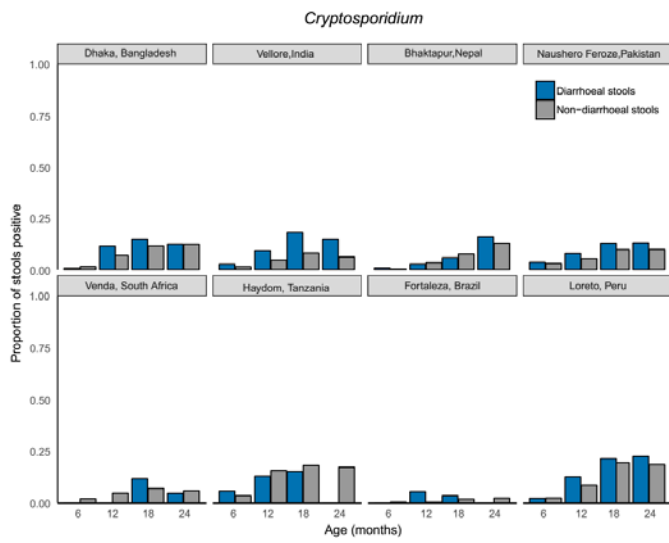 Cryptosporidium
Dhaka, Bangladesh
Vellore,India
Bhaktapur,Nepal
Naushero Feroze,Pakistan
1.00
0.75
0.50
0.25
0.00
Diarrhoeal stools
Non-diarrhoeal stools
Proportion of stools positive
Venda, South Africa
Haydom, Tanzania
Fortaleza, Brazil
Loreto, Peru
1.00
0.75
0.50
0.25
0.00
6 12 18 24 6 12 18 24 6 12 18 24 6 12 18 24
Age (months)